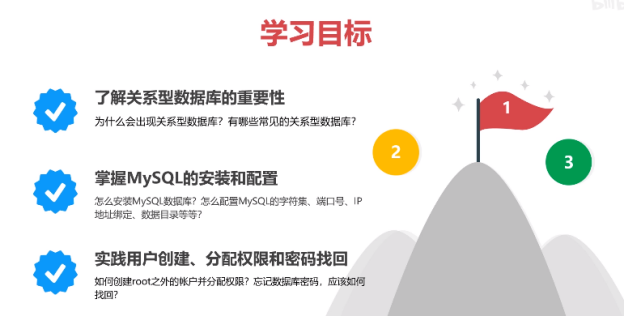 学习目标
了解关系型数据库的重要性
为什么会出现关系型数据库？有哪些常见的关系型数据库？
掌握MySQL的安装和配置
怎么安装MySQL数据库？怎么配置MySQL的字符集、端口号、IP
地址绑定、数据目录等等？
实践用户创建、分配权限和密码找回
如何创建root之外的帐户并分配权限？忘记数据库密码，应该如何
找回？
1
2
3